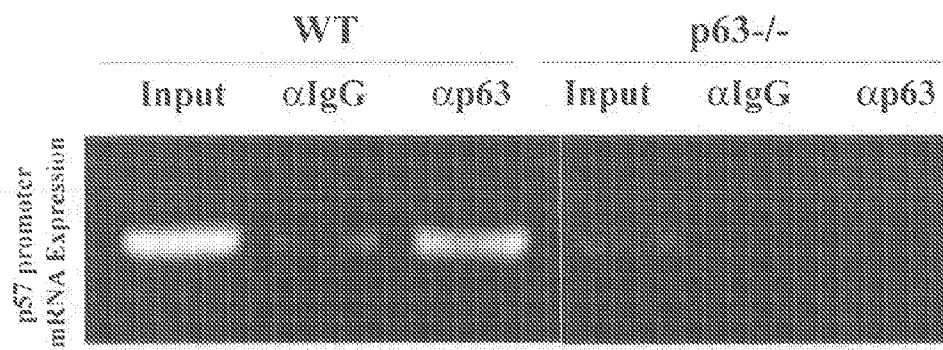 WT p63-/-
Input αIgG αp63 Input αIgG αp63
p57 promoter
mRNA Expression